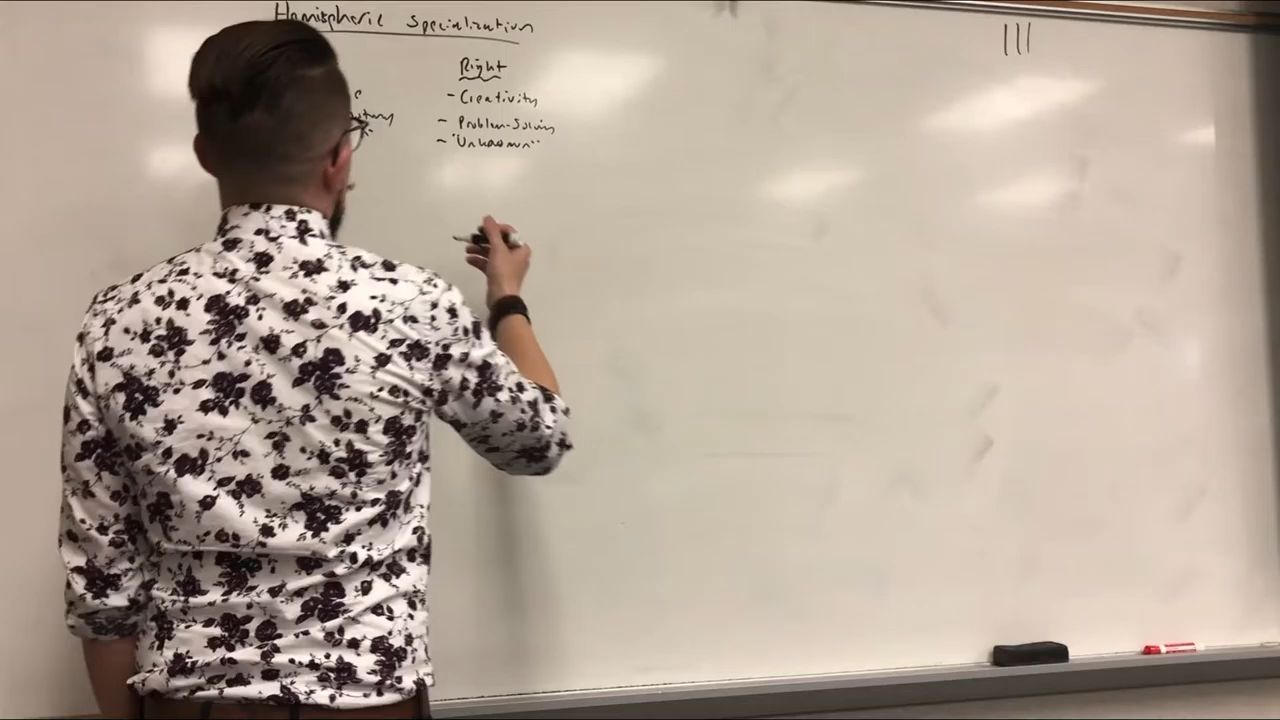 Hemispheric Specialization
Right
- Creativity
- Problem-Solving
- "Unknown"
|||